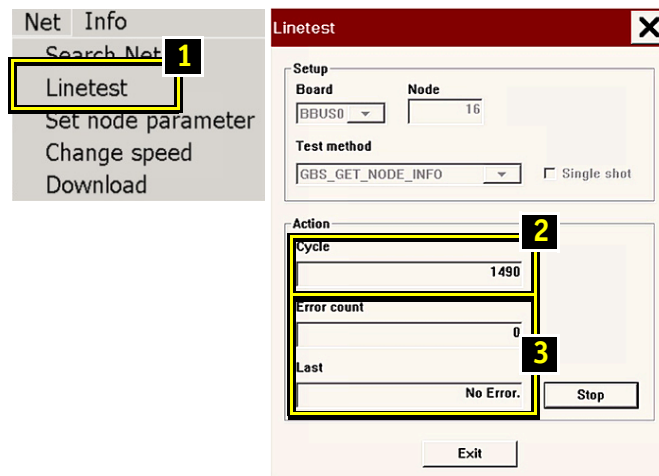 Net Info
Search Net
1
Linetest
Set node parameter
Change speed
Download
Linetest
Setup
Board Node
BBUS0 16
Test method
GBS_GET_NODE_INFO Single shot
Action
2
Cycle
1490
Error count
0
3
Last
No Error. Stop
Exit